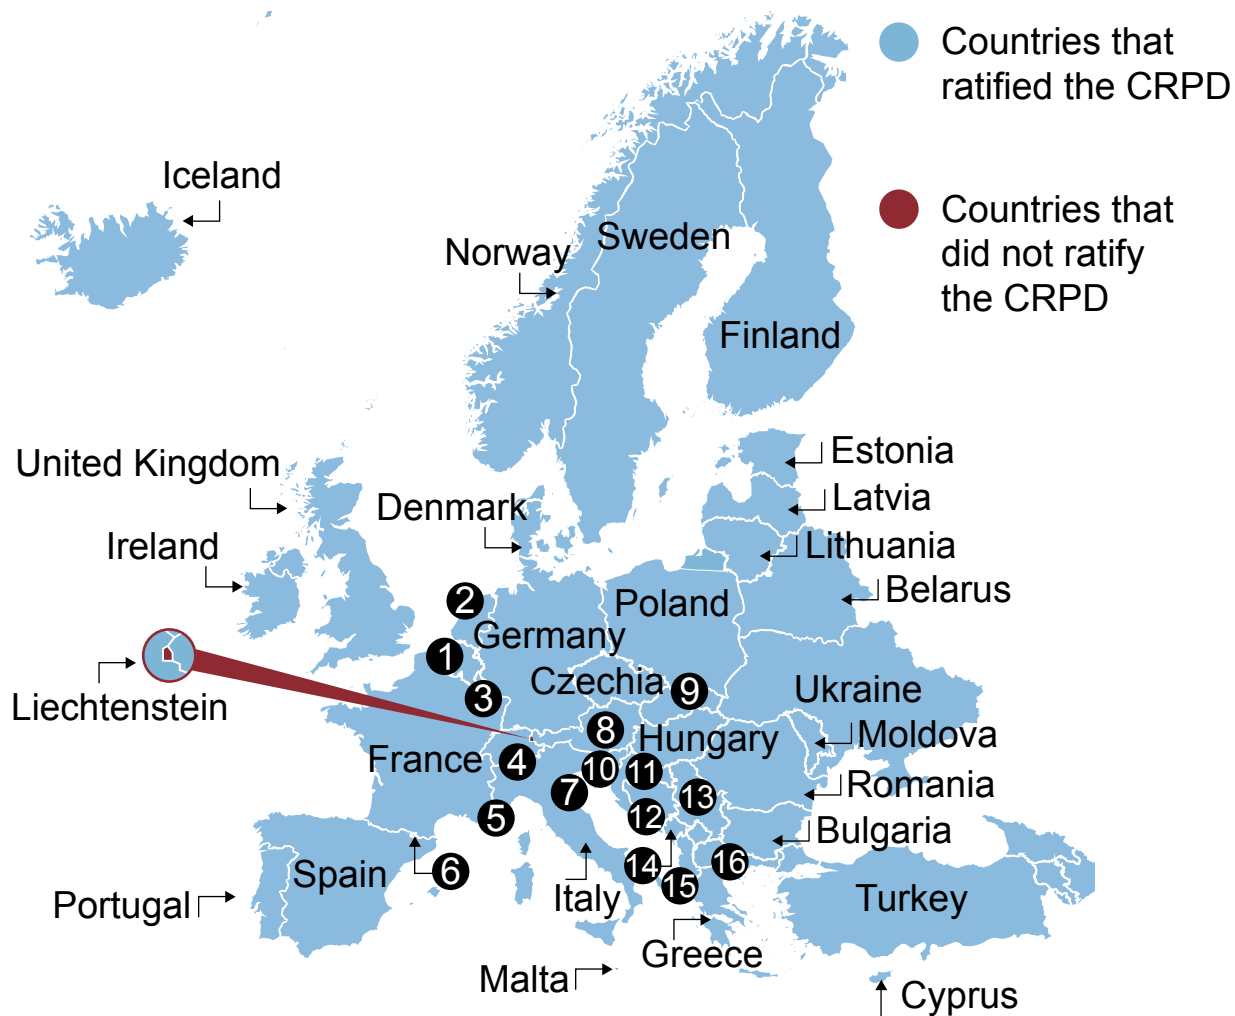 Countries that
ratified the CRPD
Iceland
Countries that
did not ratify
the CRPD
Norway
Sweden
Finland
United Kingdom
Estonia
Denmark
Latvia
Ireland
Lithuania
Belarus
2
Poland
Germany
1
Liechtenstein
Czechia
9
3
Ukraine
8
Hungary
Moldova
France
4
10
11
7
13
Romania
5
12
Bulgaria
6
Spain
14
16
15
Portugal
Italy
Turkey
Greece
Malta
Cyprus